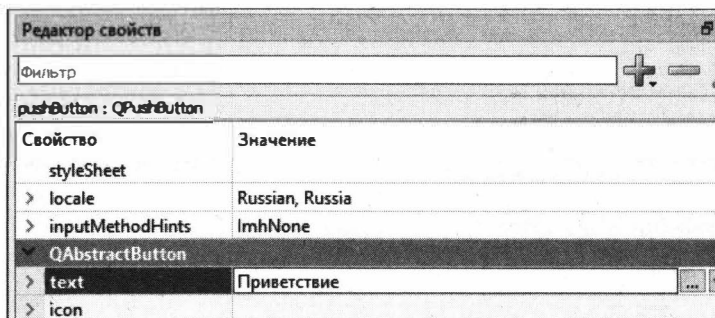 Редактор свойств
Фильтр
pushButton : QPushButton
Свойство Значение
styleSheet
locale Russian, Russia
inputMethodHints ImhNone
QAbstractButton
text Приветствие ...
icon